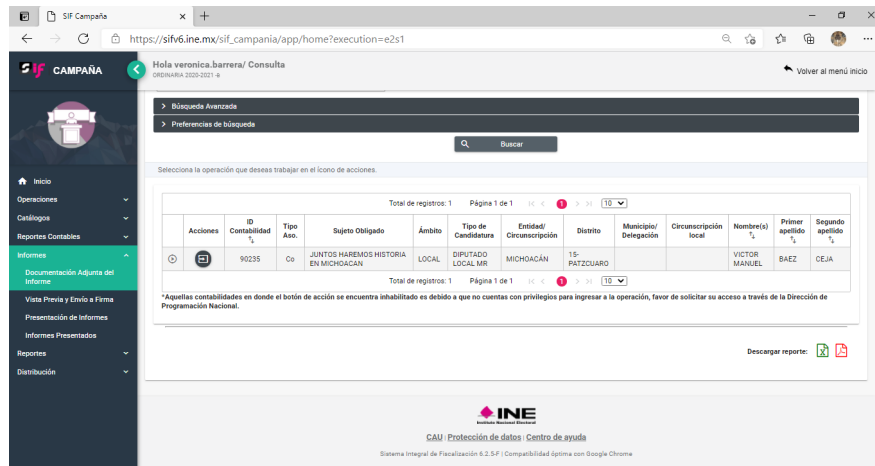 SIF Campaña
https://sifv6.ine.mx/sif_campania/app/home?execution=e2s1
SIF CAMPAÑA
Hola veronica.barrera/ Consulta
ORDINARIA 2020-2021
Volver al menú inicio
Búsqueda Avanzada
Preferencias de búsqueda
Buscar
Selecciona la operación que deseas trabajar en el ícono de acciones.
Inicio
Operaciones
Catálogos
Reportes Contables
Informes
Documentación Adjunta del
Informe
Vista Previa y Envío a Firma
Presentación de Informes
Informes Presentados
Reportes
Distribución
Total de registros: 1 Página 1 de 1 1 10
Acciones ID Contabilidad Tipo Aso. Sujeto Obligado Ámbito Tipo de Candidatura Entidad/ Circunscripción Distrito Municipio/ Delegación Circunscripción local Nombre(s) Primer apellido Segundo apellido
90235 Co JUNTOS HAREMOS HISTORIA EN MICHOACAN LOCAL DIPUTADO LOCAL MR MICHOACÁN 15-PATZCUARO VICTOR MANUEL BAEZ CEJA
Total de registros: 1 Página 1 de 1 1 10
*Aquellas contabilidades en donde el botón de acción se encuentra inhabilitado es debido a que no cuentas con privilegios para ingresar a la operación, favor de solicitar su acceso a través de la Dirección de
Programación Nacional.
Descargar reporte:
INE
Instituto Nacional Electoral
CAU | Protección de datos | Centro de ayuda
Sistema Integral de Fiscalización 6.2.5-F | Compatibilidad óptima con Google Chrome